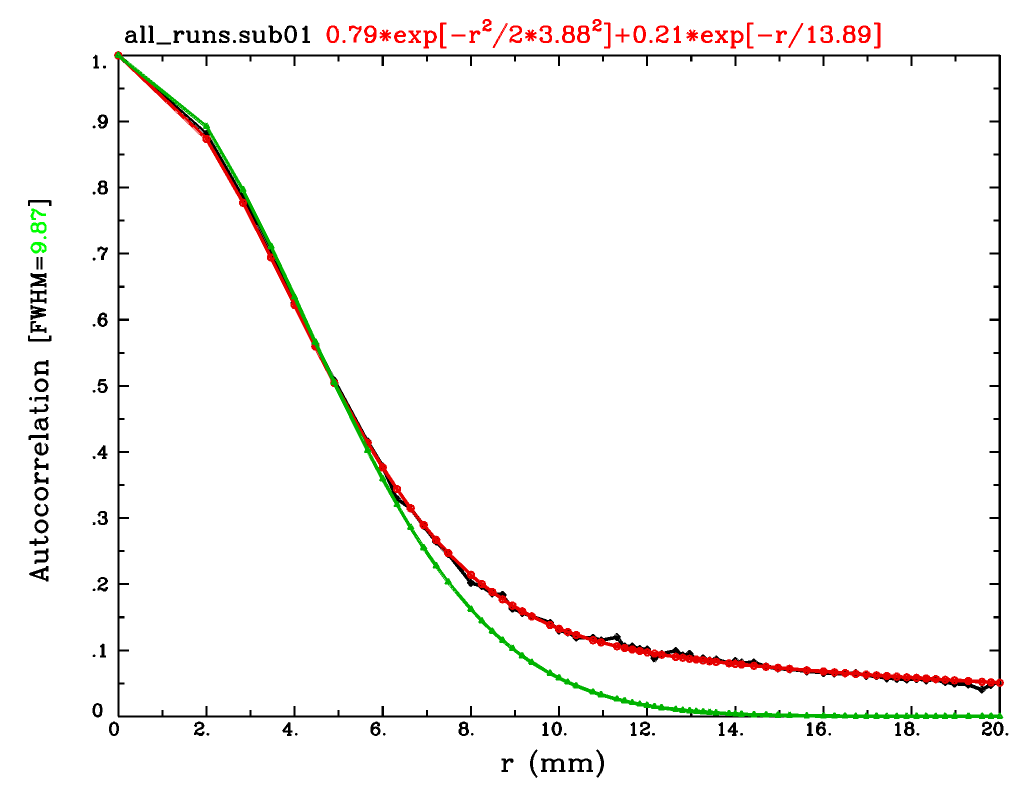 all_runs.sub01 0.79*exp[-r²/2*3.88²]+0.21*exp[-r/13.89]
1.
.9
.8
.7
.6
.5
.4
.3
.2
.1
0
Autocorrelation [FWHM=9.87]
0. 2. 4. 6. 8. 10. 12. 14. 16. 18. 20.
r (mm)